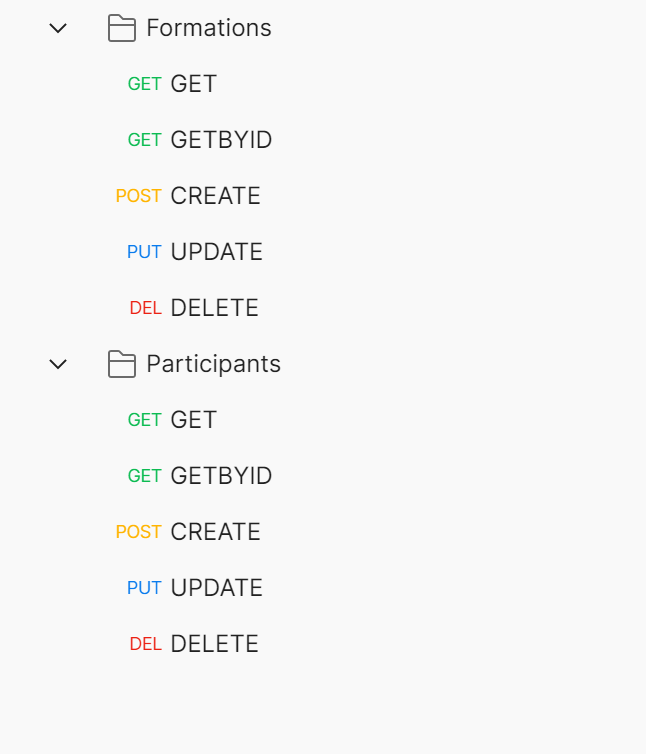 Formations
GET GET
GET GETBYID
POST CREATE
PUT UPDATE
DEL DELETE
Participants
GET GET
GET GETBYID
POST CREATE
PUT UPDATE
DEL DELETE